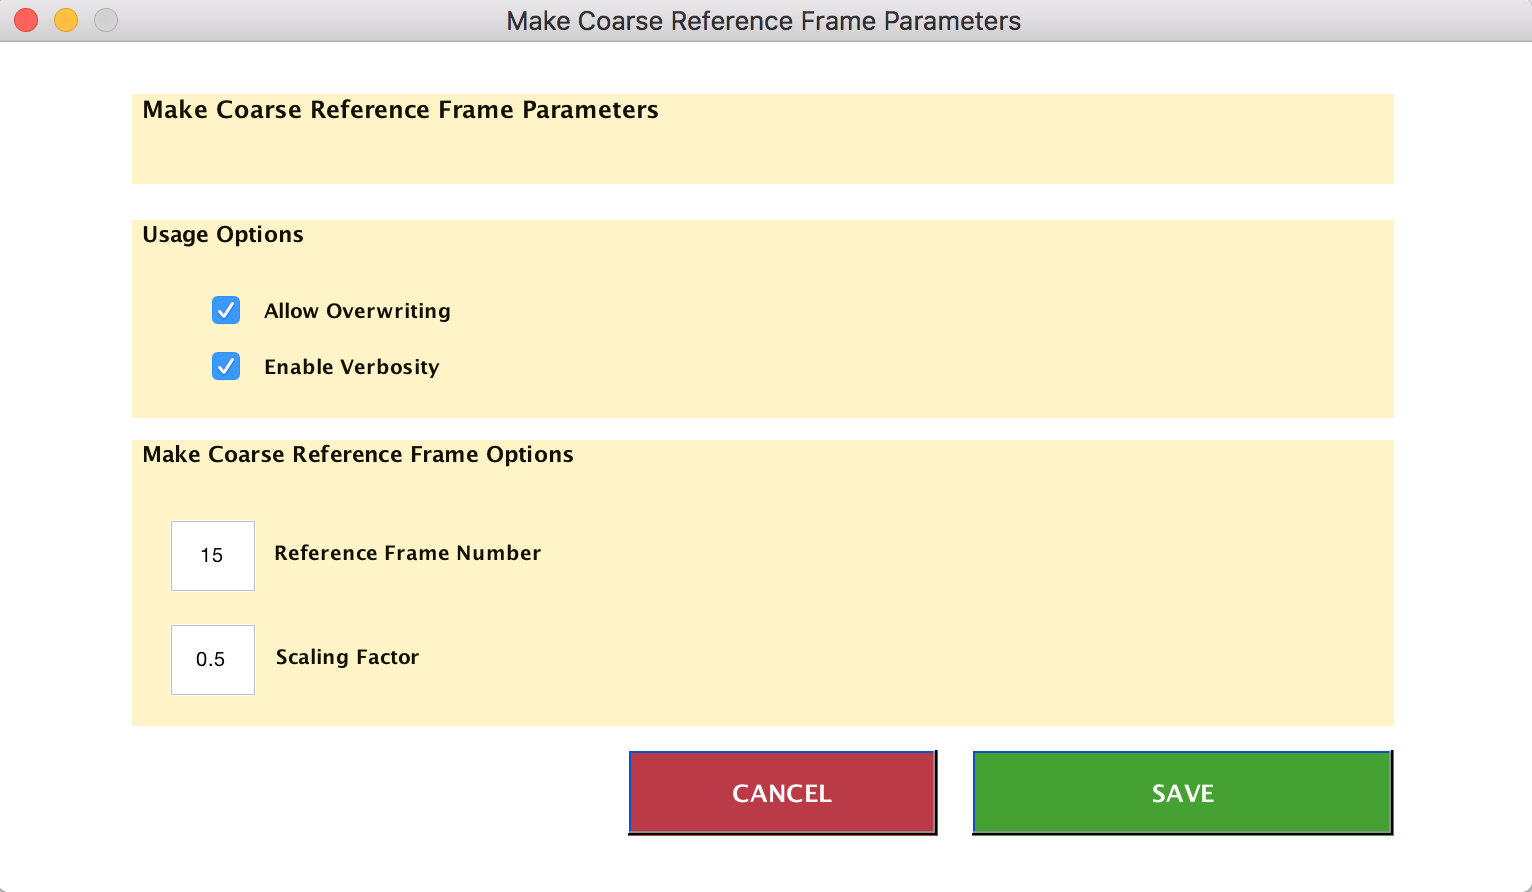 Make Coarse Reference Frame Parameters
Make Coarse Reference Frame Parameters
Usage Options
Allow Overwriting
Enable Verbosity
Make Coarse Reference Frame Options
15 Reference Frame Number
0.5 Scaling Factor
CANCEL SAVE